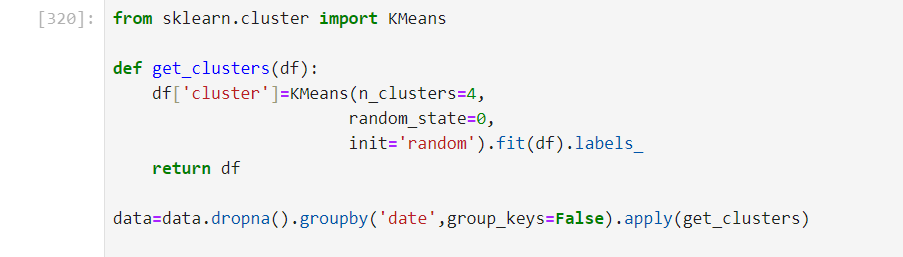 [320]: from sklearn.cluster import KMeans
def get_clusters(df):
    df['cluster']=KMeans(n_clusters=4,
                       random_state=0,
                       init='random').fit(df).labels_
    return df
data=data.dropna().groupby('date',group_keys=False).apply(get_clusters)